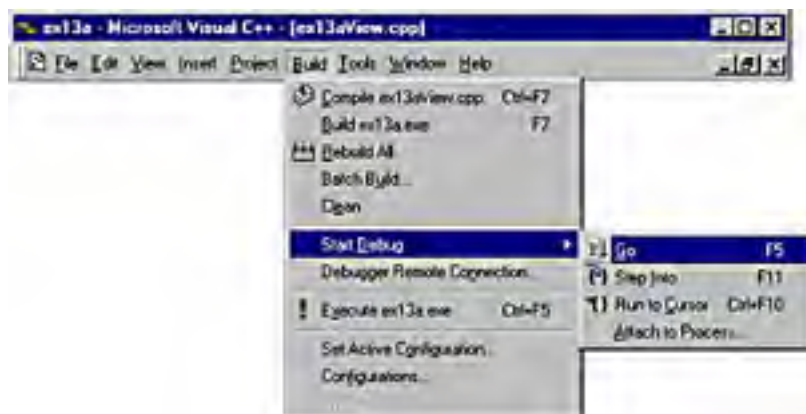 ex13a - Microsoft Visual C++ - [ex13aView.cpp]
File Edit View Insert Project Build Tools Window Help
Compile ex13aView.cpp Ctrl+F7
Build ex13a.exe F7
Rebuild All
Batch Build...
Clean
Start Debug
Go F5
Debugger Remote Connection...
Step Into F11
Execute ex13a.exe Ctrl+F5
Run to Cursor Ctrl+F10
Attach to Process...
Set Active Configuration...
Configurations...